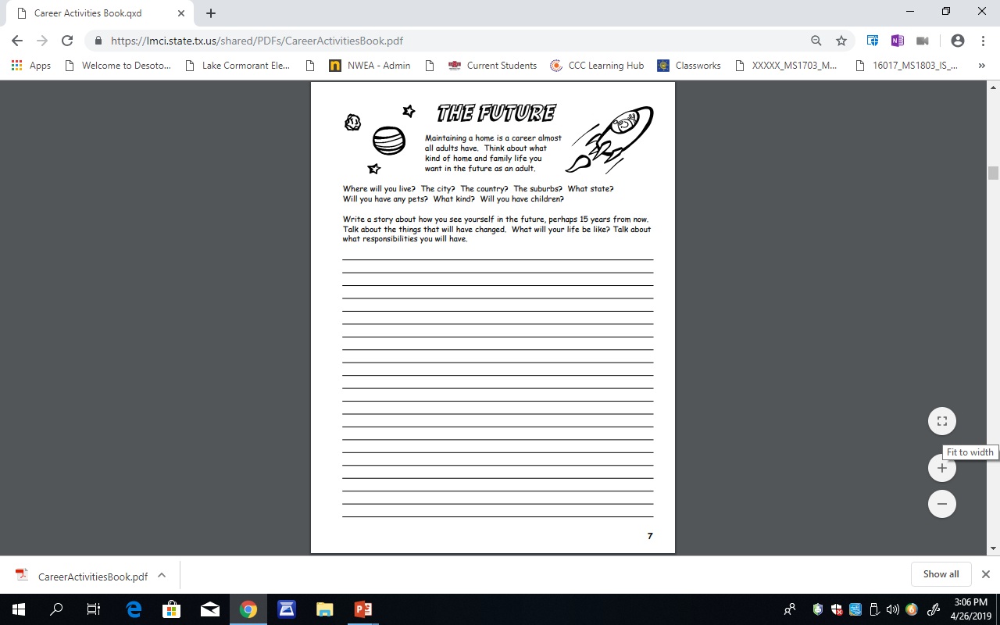 Career Activities Book.qxd
https://lmci.state.tx.us/shared/PDFs/CareerActivitiesBook.pdf
Apps Welcome to Desoto... Lake Cormorant Ele... NWEA - Admin Current Students CCC Learning Hub Classworks XXXXX_MS1703_M... 16017_MS1803_IS_... »
THE FUTURE
Maintaining a home is a career almost
all adults have. Think about what
kind of home and family life you
want in the future as an adult.
Where will you live? The city? The country? The suburbs? What state?
Will you have any pets? What kind? Will you have children?
Write a story about how you see yourself in the future, perhaps 15 years from now.
Talk about the things that will have changed. What will your life be like? Talk about
what responsibilities you will have.
Fit to width
7
CareerActivitiesBook.pdf
Show all
3:06 PM
4/26/2019